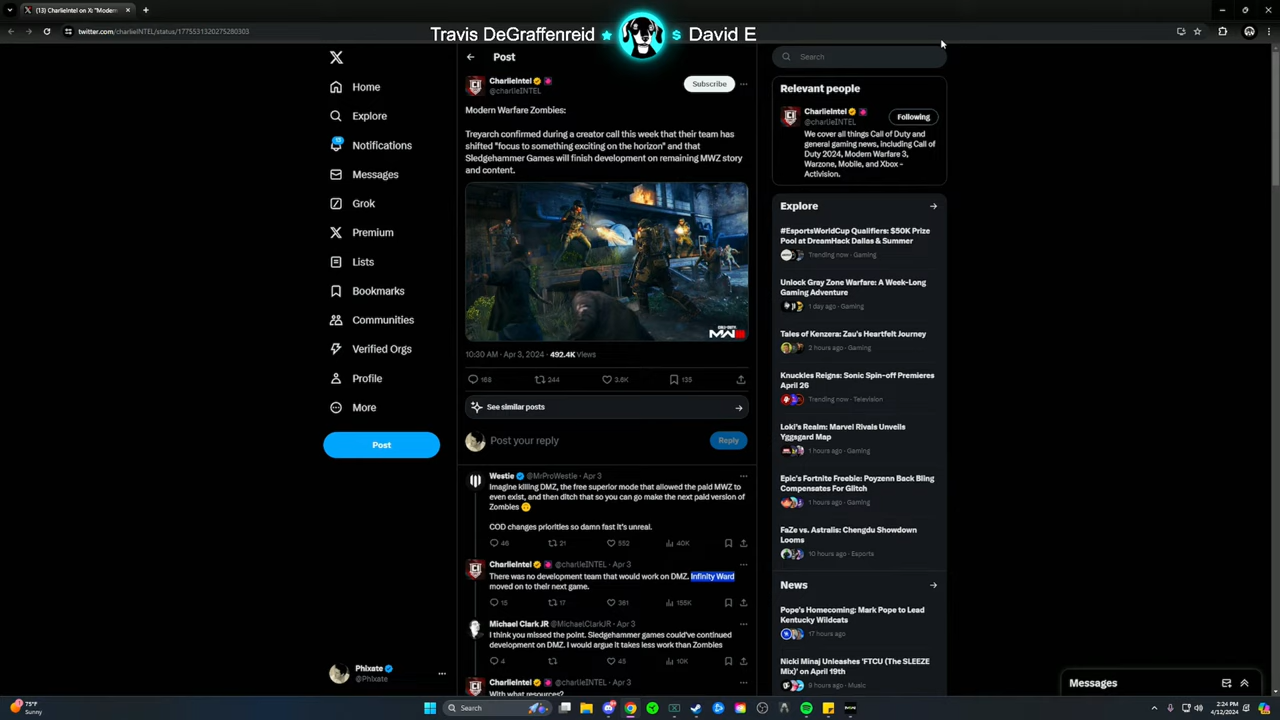 (13) CharlieIntel on X: "Modern
twitter.com/charlieINTEL/status/1775531320275280303
Travis DeGraffenreid
$ David E
Home
Explore
Notifications
Messages
Grok
Premium
Lists
Bookmarks
Communities
Verified Orgs
Profile
More
Post
Phixate
@Phixate
Post
CharlieIntel
@charlieINTEL
Subscribe
Modern Warfare Zombies:
Treyarch confirmed during a creator call this week that their team has
shifted "focus to something exciting on the horizon" and that
Sledgehammer Games will finish development on remaining MWZ story
and content.
CALL OF DUTY
10:30 AM · Apr 3, 2024 · 492.4K Views
168
244
3.6K
135
See similar posts
Post your reply
Reply
Westie @MrProWestie · Apr 3
Imagine killing DMZ, the free superior mode that allowed the paid MWZ to
even exist, and then ditch that so you can go make the next paid version of
Zombies
COD changes priorities so damn fast it's unreal.
46
21
552
40K
CharlieIntel @charlieINTEL · Apr 3
There was no development team that would work on DMZ. Infinity Ward
moved on to their next game.
15
17
361
155K
Michael Clark JR @MichaelClarkJR · Apr 3
I think you missed the point. Sledgehammer games could've continued
development on DMZ. I would argue it takes less work than Zombies
4
45
10K
CharlieIntel @charlieINTEL · Apr 3
With what resources?
Search
Relevant people
CharlieIntel
@charlieINTEL
Following
We cover all things Call of Duty and
general gaming news, including Call of
Duty 2024, Modern Warfare 3,
Warzone, Mobile, and Xbox -
Activision.
Explore
#EsportsWorldCup Qualifiers: $50K Prize
Pool at DreamHack Dallas & Summer
Trending now · Gaming
Unlock Gray Zone Warfare: A Week-Long
Gaming Adventure
1 day ago · Gaming
Tales of Kenzera: Zau's Heartfelt Journey
2 hours ago · Gaming
Knuckles Reigns: Sonic Spin-off Premieres
April 26
Trending now · Television
Loki's Realm: Marvel Rivals Unveils
Yggsgard Map
1 hours ago · Gaming
Epic's Fortnite Freebie: Poyzenn Back Bling
Compensates For Glitch
1 hours ago · Gaming
FaZe vs. Astralis: Chengdu Showdown
Looms
10 hours ago · Esports
News
Pope's Homecoming: Mark Pope to Lead
Kentucky Wildcats
17 hours ago
Nicki Minaj Unleashes 'FTCU (The SLEEZE
Mix)' on April 19th
9 hours ago · Music
Messages
75°F
Sunny
Search
2:24 PM
4/12/2024